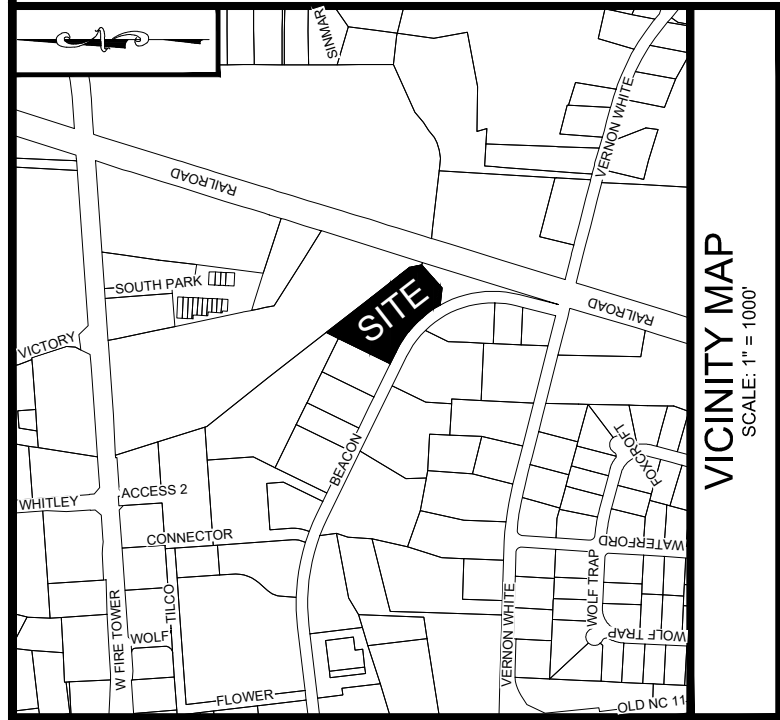 SINMAR
VERNON WHITE
RAILROAD
SOUTH PARK
SITE
RAILROAD
VICTORY
BEACON
FOXCROFT
WHITLEY
ACCESS 2
CONNECTOR
WATERFORD
W FIRE TOWER
TILCO
WOLF
VERNON WHITE
WOLF TRAP
WOLF TRAP
FLOWER
OLD NC 11
VICINITY MAP
SCALE: 1" = 1000'